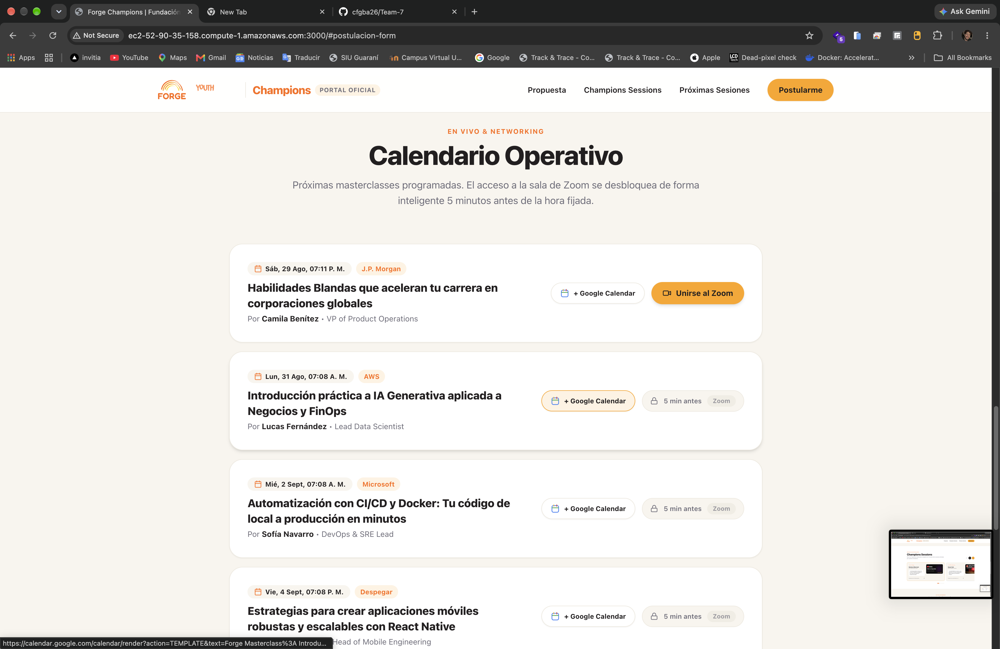 Forge Champions | Fundación
New Tab
cfgba26/Team-7
Ask Gemini
Not Secure
ec2-52-90-35-158.compute-1.amazonaws.com:3000/#postulacion-form
5
Apps
invitia
YouTube
Maps
Gmail
Noticias
Traducir
SIU Guaraní
Campus Virtual U...
Google
Track & Trace - Co...
Track & Trace - Co...
Apple
LCD Tech
Dead-pixel check
Docker: Accelerat...
All Bookmarks
FORGE
YOUTH
Champions
PORTAL OFICIAL
Propuesta
Champions Sessions
Próximas Sesiones
Postularme
EN VIVO & NETWORKING
Calendario Operativo
Próximas masterclasses programadas. El acceso a la sala de Zoom se desbloquea de forma
inteligente 5 minutos antes de la hora fijada.
Sáb, 29 Ago, 07:11 P. M.
J.P. Morgan
Habilidades Blandas que aceleran tu carrera en
corporaciones globales
Por Camila Benítez • VP of Product Operations
+ Google Calendar
Unirse al Zoom
Lun, 31 Ago, 07:08 A. M.
AWS
Introducción práctica a IA Generativa aplicada a
Negocios y FinOps
Por Lucas Fernández • Lead Data Scientist
+ Google Calendar
5 min antes
Zoom
Mié, 2 Sept, 07:08 A. M.
Microsoft
Automatización con CI/CD y Docker: Tu código de
local a producción en minutos
Por Sofía Navarro • DevOps & SRE Lead
+ Google Calendar
5 min antes
Zoom
Vie, 4 Sept, 07:08 P. M.
Despegar
Estrategias para crear aplicaciones móviles
robustas y escalables con React Native
Head of Mobile Engineering
+ Google Calendar
5 min antes
Zoom
https://calendar.google.com/calendar/render?action=TEMPLATE&text=Forge Masterclass%3A Introdu...
Champions Sessions